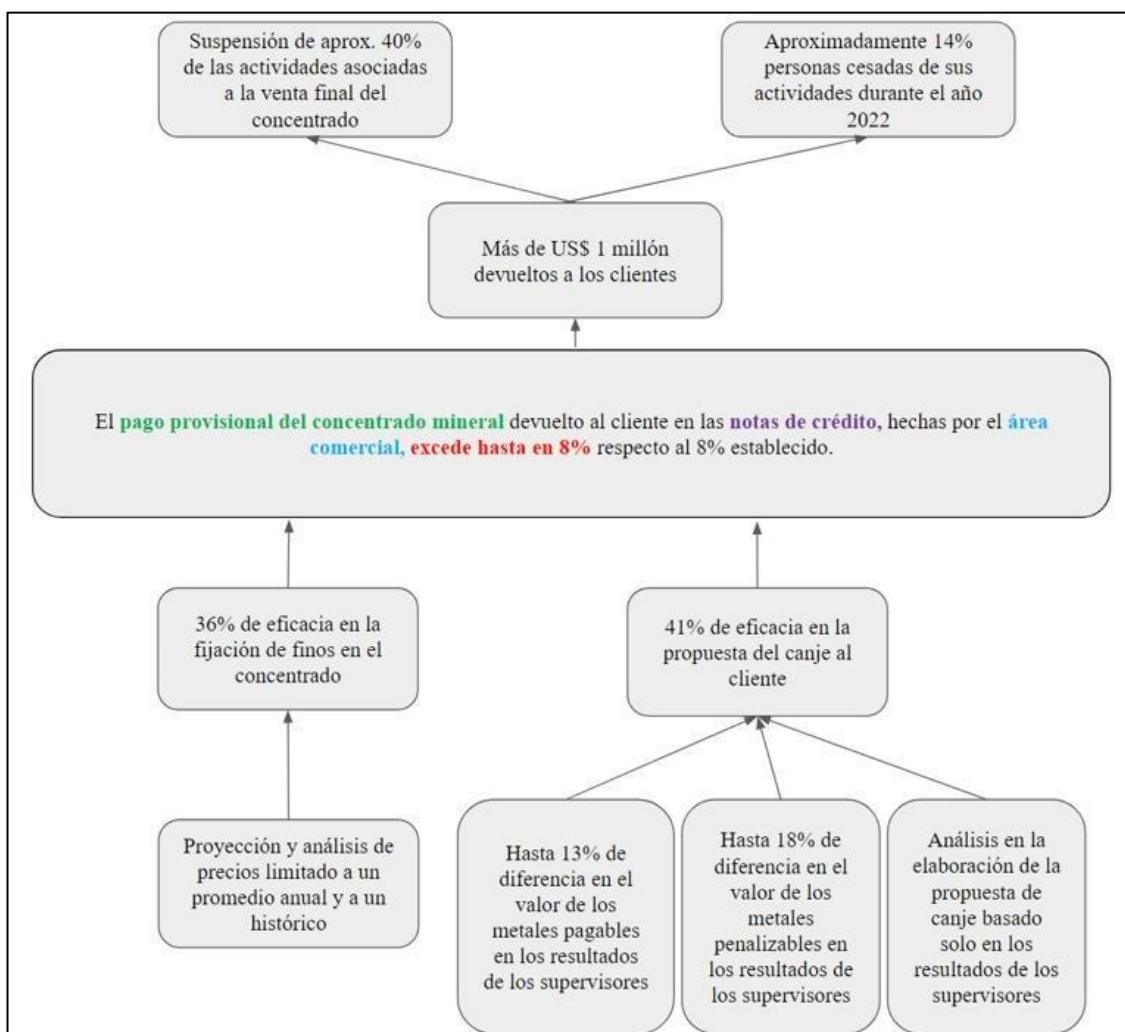 Suspensión de aprox. 40%
de las actividades asociadas
a la venta final del
concentrado
Aproximadamente 14%
personas cesadas de sus
actividades durante el año
2022
Más de US$ 1 millón
devueltos a los clientes
El pago provisional del concentrado mineral devuelto al cliente en las notas de crédito, hechas por el área
comercial, excede hasta en 8% respecto al 8% establecido.
36% de eficacia en la
fijación de finos en el
concentrado
41% de eficacia en la
propuesta del canje al
cliente
Proyección y análisis de
precios limitado a un
promedio anual y a un
histórico
Hasta 13% de
diferencia en el
valor de los
metales pagables
en los resultados
de los supervisores
Hasta 18% de
diferencia en el
valor de los
metales
penalizables en
los resultados de
los supervisores
Análisis en la
elaboración de la
propuesta de
canje basado
solo en los
resultados de los
supervisores